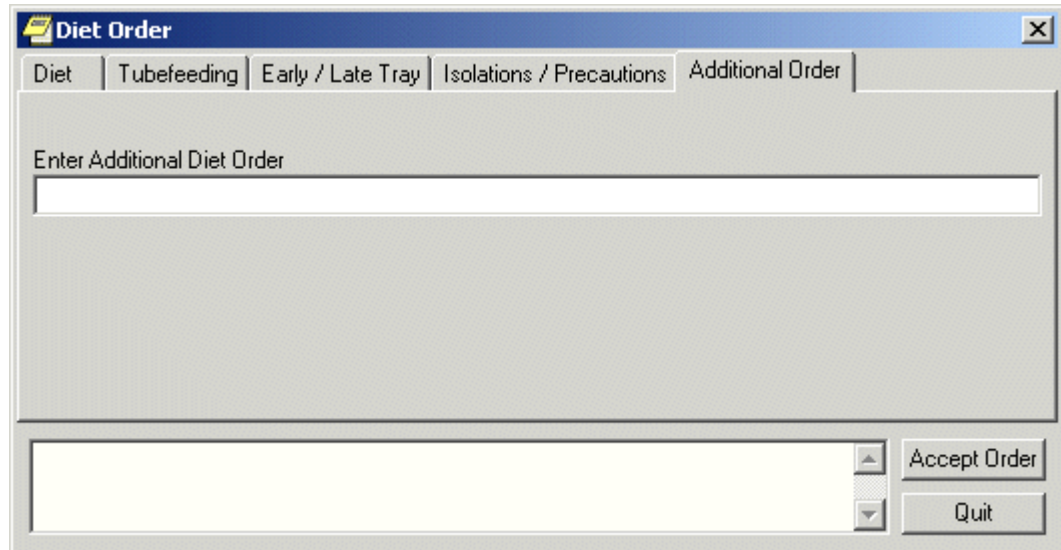 Diet Order
Diet Tubefeeding Early / Late Tray Isolations / Precautions Additional Order
Enter Additional Diet Order
Accept Order
Quit